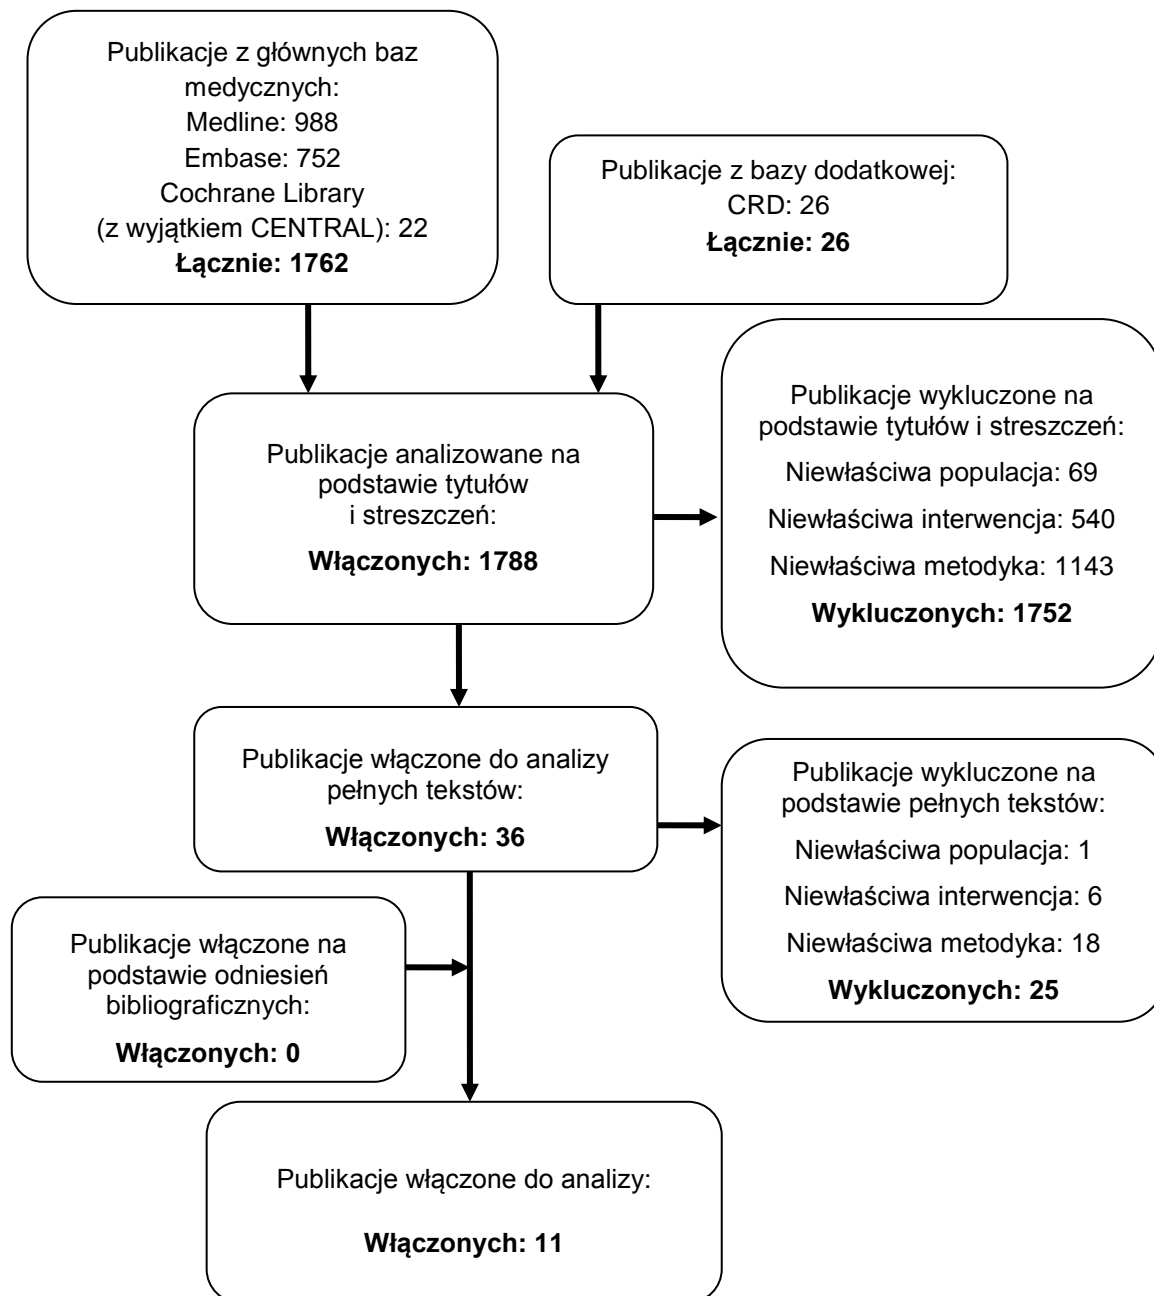 Publikacje z głównych baz
medycznych:
Medline: 988
Embase: 752
Cochrane Library
(z wyjątkiem CENTRAL): 22
Łącznie: 1762
Publikacje z bazy dodatkowej:
CRD: 26
Łącznie: 26
Publikacje analizowane na
podstawie tytułów
i streszczeń:
Włączonych: 1788
Publikacje wykluczone na
podstawie tytułów i streszczeń:
Niewłaściwa populacja: 69
Niewłaściwa interwencja: 540
Niewłaściwa metodyka: 1143
Wykluczonych: 1752
Publikacje włączone do analizy
pełnych tekstów:
Włączonych: 36
Publikacje wykluczone na
podstawie pełnych tekstów:
Niewłaściwa populacja: 1
Niewłaściwa interwencja: 6
Niewłaściwa metodyka: 18
Wykluczonych: 25
Publikacje włączone na
podstawie odniesień
bibliograficznych:
Włączonych: 0
Publikacje włączone do analizy:
Włączonych: 11